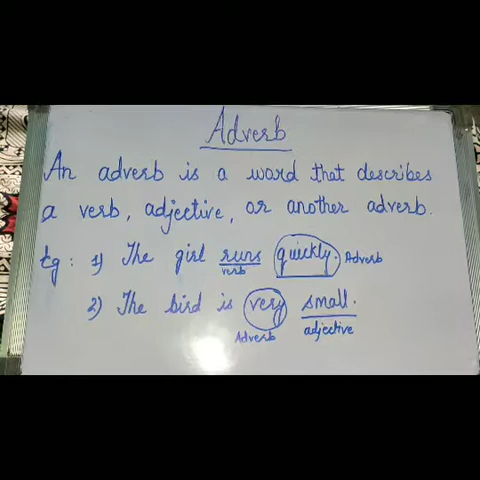 Adverb
An adverb is a word that describes
a verb, adjective, or another adverb.
Eg: 1) The girl runs quickly. Adverb
verb
2) The bird is very small.
Adverb adjective